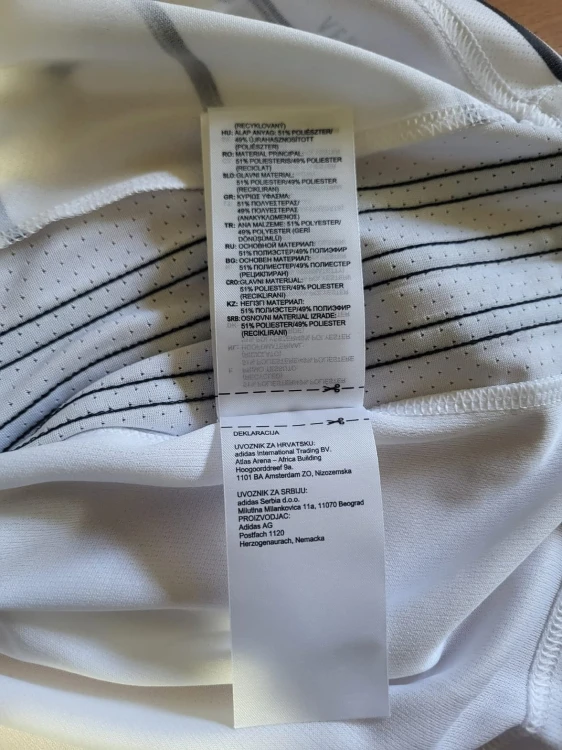 (RECYKLOVANÝ)
HU: ALAP ANYAG: 51% POLIÉSZTER/
49% ÚJRAHASZNOSÍTOTT
(POLIÉSZTER)
RO: MATERIAL PRINCIPAL:
51% POLIESTERIS/49% POLIESTER
(RECICLAT)
SLO: GLAVNI MATERIAL:
51% POLIESTER/49% POLIESTER
(RECIKLIRAN)
GR: ΚΥΡΙΟΣ ΥΦΑΣΜΑ:
51% ΠΟΛΥΕΣΤΕΡΑΣ/
49% ΠΟΛΥΕΣΤΕΡΑΣ
(ΑΝΑΚΥΚΛΩΜΕΝΟΣ)
TR: ANA MALZEME: 51% POLYESTER/
49% POLYESTER (GERİ
DÖNÜŞÜMLÜ)
RU: ОСНОВНОЙ МАТЕРИАЛ:
51% ПОЛИЭСТЕР/49% ПОЛИЭФИР
BG: ОСНОВЕН МАТЕРИАЛ:
51% ПОЛИЕСТЕР/49% ПОЛИЕСТЕР
(РЕЦИКЛИРАН)
CRO: GLAVNI MATERIJAL:
51% POLIESTER/49% POLIESTER
(RECIKLIRANI)
KZ: НЕГІЗГІ МАТЕРИАЛ:
51% ПОЛИЭСТЕР/49% ПОЛИЭФИР
SRB: OSNOVNI MATERIJAL IZRADE:
51% POLIESTER/49% POLIESTER
(RECIKLIRANI)
DEKLARACIJA
UVOZNIK ZA HRVATSKU:
adidas International Trading BV.
Atlas Arena – Africa Building
Hoogoorddreef 9a.
1101 BA Amsterdam ZO, Nizozemska
UVOZNIK ZA SRBIJU:
adidas Serbia d.o.o.
Milutina Milankovica 11a, 11070 Beograd
PROIZVODJAC:
Adidas AG
Postfach 1120
Herzogenaurach, Nemacka